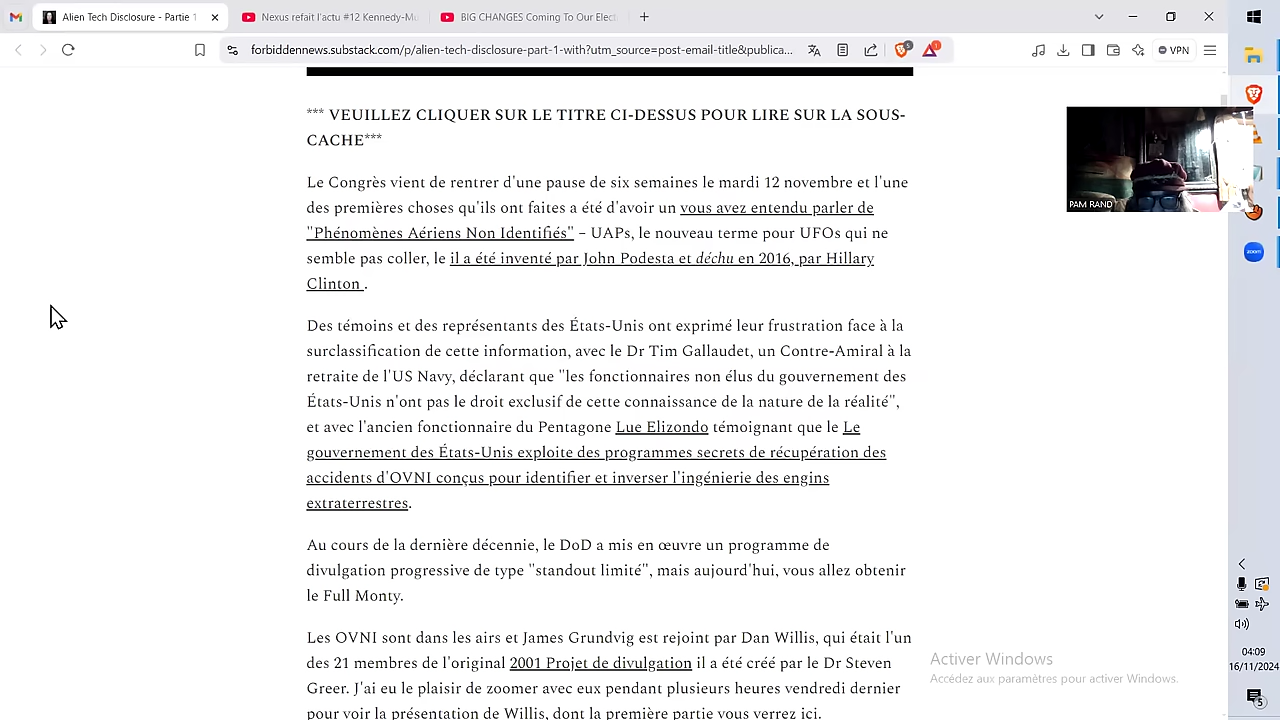 Alien Tech Disclosure - Partie 1
Nexus refait l'actu #12 Kennedy-Mu
BIG CHANGES Coming To Our Elect
forbiddennews.substack.com/p/alien-tech-disclosure-part-1-with?utm_source=post-email-title&publica...
VPN
*** VEUILLEZ CLIQUER SUR LE TITRE CI-DESSUS POUR LIRE SUR LA SOUS-
CACHE***
Le Congrès vient de rentrer d'une pause de six semaines le mardi 12 novembre et l'une
des premières choses qu'ils ont faites a été d'avoir un vous avez entendu parler de
"Phénomènes Aériens Non Identifiés" – UAPs, le nouveau terme pour UFOs qui ne
semble pas coller, le il a été inventé par John Podesta et déchu en 2016, par Hillary
Clinton .
Des témoins et des représentants des États-Unis ont exprimé leur frustration face à la
surclassification de cette information, avec le Dr Tim Gallaudet, un Contre-Amiral à la
retraite de l'US Navy, déclarant que "les fonctionnaires non élus du gouvernement des
États-Unis n'ont pas le droit exclusif de cette connaissance de la nature de la réalité",
et avec l'ancien fonctionnaire du Pentagone Lue Elizondo témoignant que le Le
gouvernement des États-Unis exploite des programmes secrets de récupération des
accidents d'OVNI conçus pour identifier et inverser l'ingénierie des engins
extraterrestres.
Au cours de la dernière décennie, le DoD a mis en œuvre un programme de
divulgation progressive de type "standout limité", mais aujourd'hui, vous allez obtenir
le Full Monty.
Les OVNI sont dans les airs et James Grundvig est rejoint par Dan Willis, qui était l'un
des 21 membres de l'original 2001 Projet de divulgation il a été créé par le Dr Steven
Greer. J'ai eu le plaisir de zoomer avec eux pendant plusieurs heures vendredi dernier
pour voir la présentation de Willis, dont la première partie vous verrez ici.
PAM RAND
zoom
Activer Windows
Accédez aux paramètres pour activer Windows.
04:09
16/11/2024
5